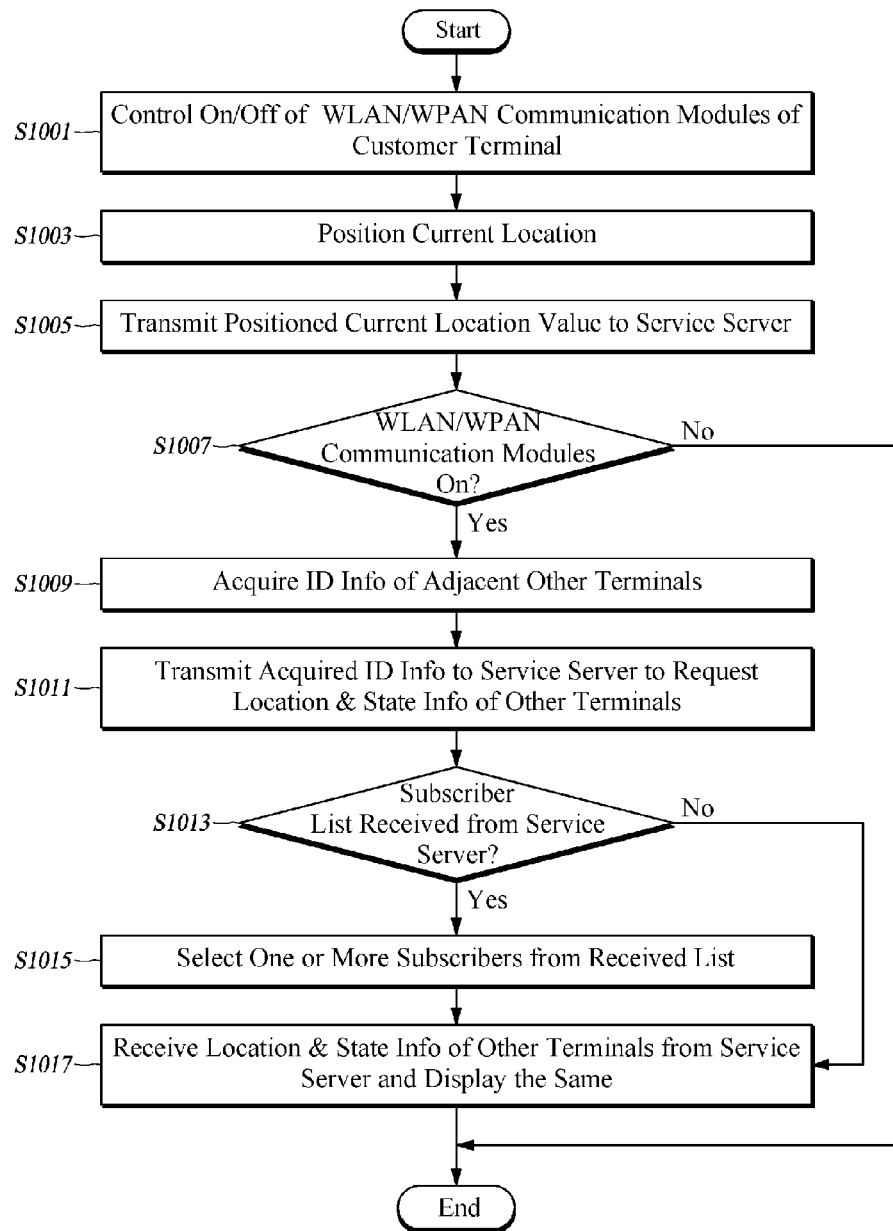 Start
S1001
Control On/Off of WLAN/WPAN Communication Modules of
Customer Terminal
S1003
Position Current Location
S1005
Transmit Positioned Current Location Value to Service Server
S1007
WLAN/WPAN
Communication Modules
On?
No
Yes
S1009
Acquire ID Info of Adjacent Other Terminals
S1011
Transmit Acquired ID Info to Service Server to Request
Location & State Info of Other Terminals
S1013
Subscriber
List Received from Service
Server?
No
Yes
S1015
Select One or More Subscribers from Received List
S1017
Receive Location & State Info of Other Terminals from Service
Server and Display the Same
End